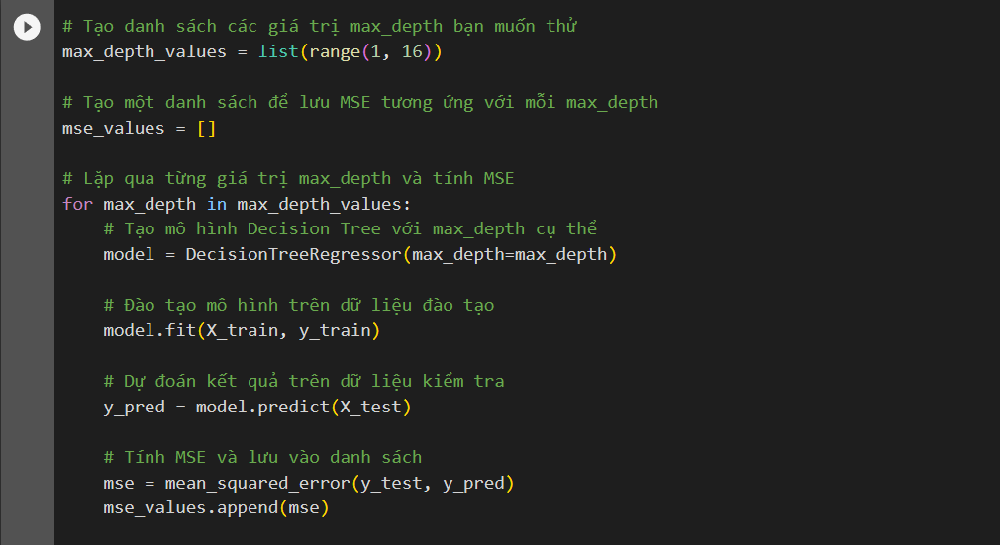 # Tạo danh sách các giá trị max_depth bạn muốn thử
max_depth_values = list(range(1, 16))
# Tạo một danh sách để lưu MSE tương ứng với mỗi max_depth
mse_values = []
# Lặp qua từng giá trị max_depth và tính MSE
for max_depth in max_depth_values:
# Tạo mô hình Decision Tree với max_depth cụ thể
model = DecisionTreeRegressor(max_depth=max_depth)
# Đào tạo mô hình trên dữ liệu đào tạo
model.fit(X_train, y_train)
# Dự đoán kết quả trên dữ liệu kiểm tra
y_pred = model.predict(X_test)
# Tính MSE và lưu vào danh sách
mse = mean_squared_error(y_test, y_pred)
mse_values.append(mse)